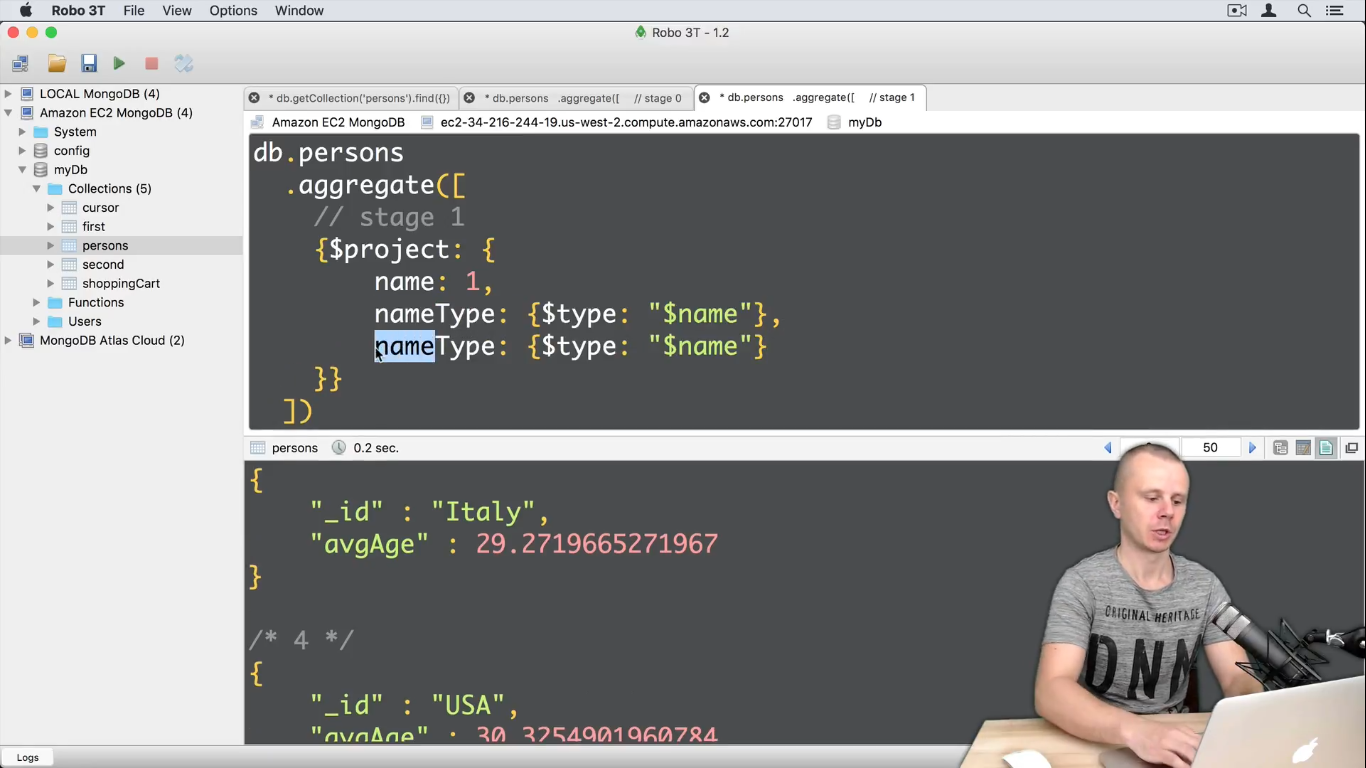 Robo 3T File View Options Window
Robo 3T - 1.2
LOCAL MongoDB (4)
Amazon EC2 MongoDB (4)
System
config
myDb
Collections (5)
cursor
first
persons
second
shoppingCart
Functions
Users
MongoDB Atlas Cloud (2)
* db.getCollection('persons').find({}) * db.persons .aggregate([ // stage 0 * db.persons .aggregate([ // stage 1
Amazon EC2 MongoDB ec2-34-216-244-19.us-west-2.compute.amazonaws.com:27017 myDb
db.persons
.aggregate([
// stage 1
{$project: {
name: 1,
nameType: {$type: "$name"},
nameType: {$type: "$name"}
}}
])
persons 0.2 sec. 50
{
"_id" : "Italy",
"avgAge" : 29.2719665271967
}
/* 4 */
{
"_id" : "USA",
"avgAge" : 30.3254901960784
ORIGINAL HERITAGE
DNM
Logs